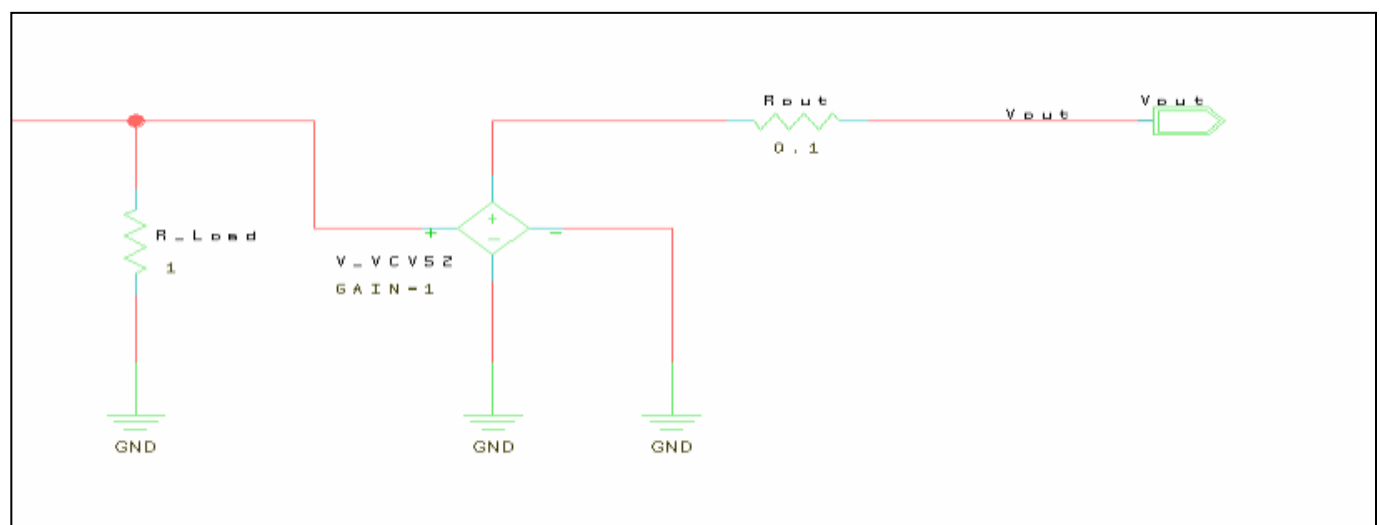 Rout
Vout
Vout
0.1
R_Load
1
V_VCVS2
GAIN=1
+
-
+
-
GND
GND
GND